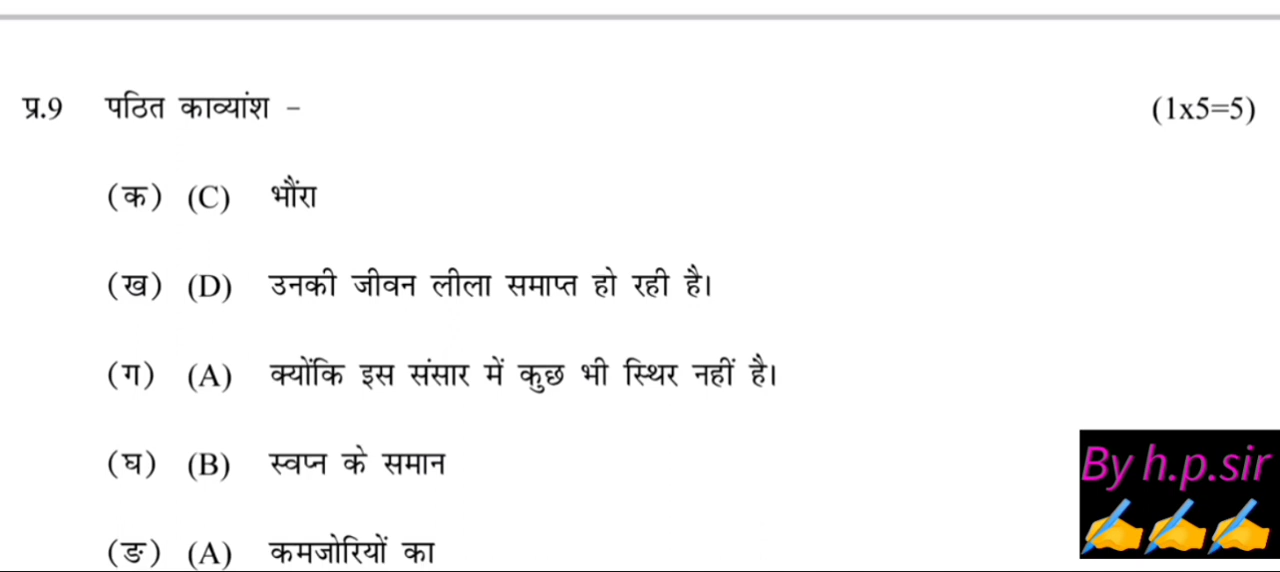 प्र.9 पठित काव्यांश – (1x5=5)
(क) (C) भौंरा
(ख) (D) उनकी जीवन लीला समाप्त हो रही है।
(ग) (A) क्योंकि इस संसार में कुछ भी स्थिर नहीं है।
(घ) (B) स्वप्न के समान
By h.p.sir
(ङ) (A) कमजोरियों का